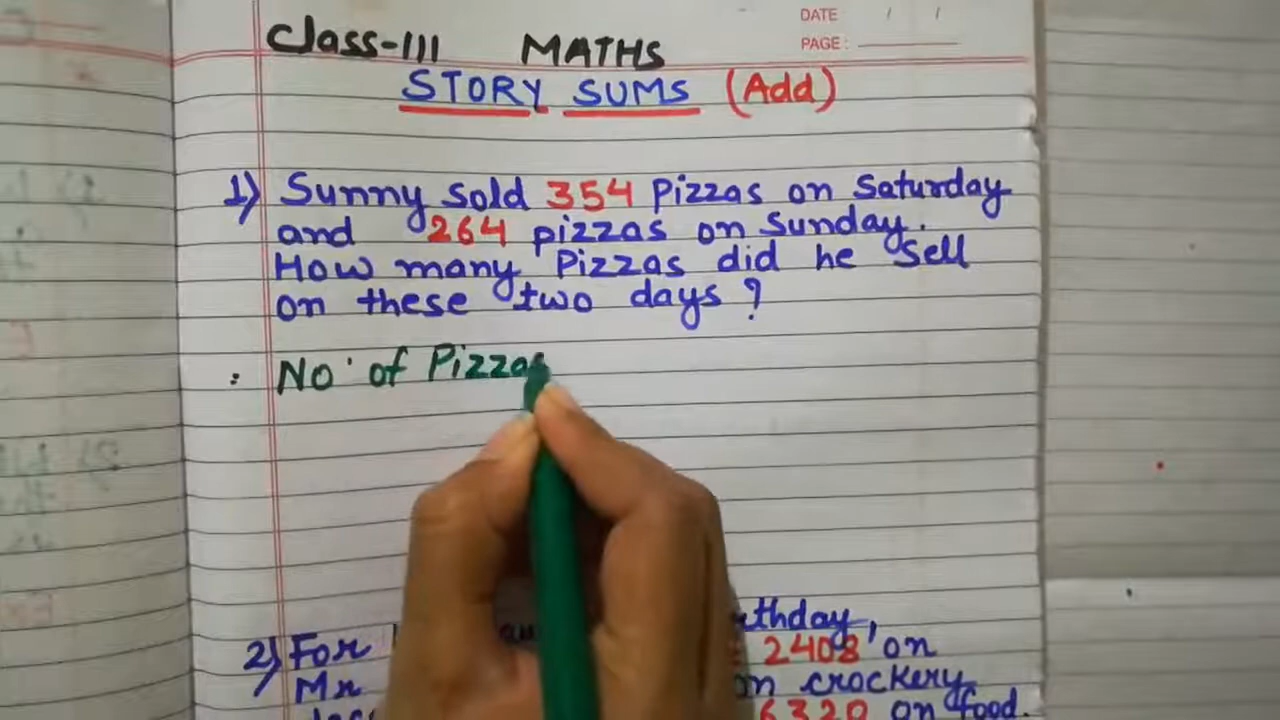 DATE / /
PAGE:
Class-III MATHS
STORY SUMS (Add)
1) Sunny sold 354 Pizzas on Saturday
and 264 pizzas on Sunday.
How many Pizzas did he sell
on these two days?
: No. of Pizzas
2) For rthday,
2408 on
Mr on crockery
6320 on food.